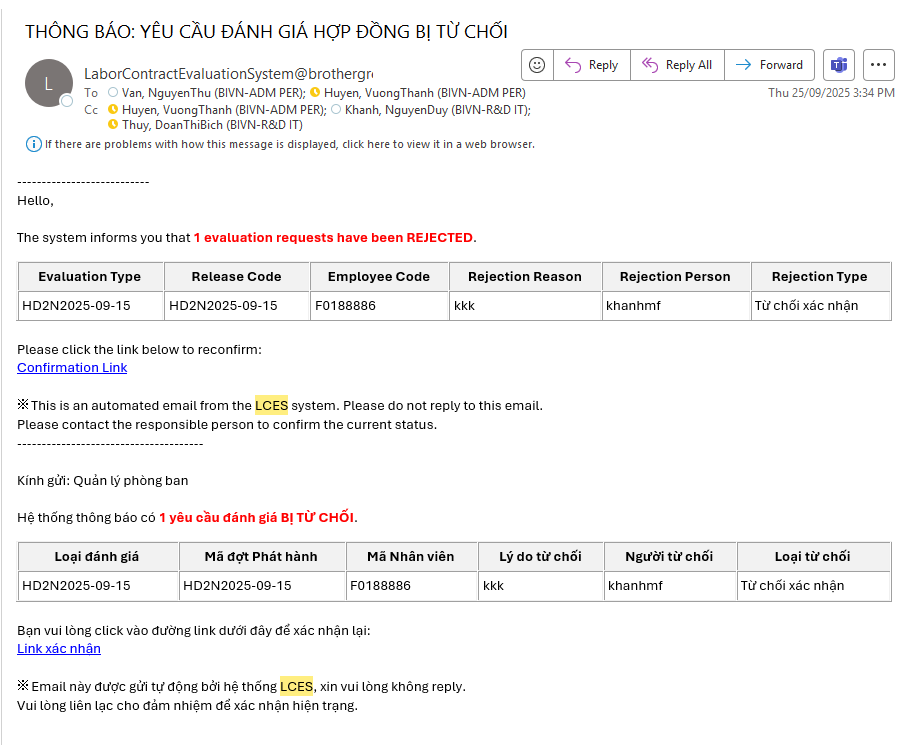 THÔNG BÁO: YÊU CẦU ĐÁNH GIÁ HỢP ĐỒNG BỊ TỪ CHỐI
L
LaborContractEvaluationSystem@brothergr
Reply
Reply All
Forward
To Van, NguyenThu (BIVN-ADM PER); Huyen, VuongThanh (BIVN-ADM PER)
Thu 25/09/2025 3:34 PM
Cc Huyen, VuongThanh (BIVN-ADM PER); Khanh, NguyenDuy (BIVN-R&D IT);
Thuy, DoanThiBich (BIVN-R&D IT)
If there are problems with how this message is displayed, click here to view it in a web browser.
---------------------------
Hello,
The system informs you that 1 evaluation requests have been REJECTED.
Evaluation Type Release Code Employee Code Rejection Reason Rejection Person Rejection Type
HD2N2025-09-15 HD2N2025-09-15 F0188886 kkk khanhmf Từ chối xác nhận
Please click the link below to reconfirm:
Confirmation Link
※This is an automated email from the LCES system. Please do not reply to this email.
Please contact the responsible person to confirm the current status.
-------------------------------------
Kính gửi: Quản lý phòng ban
Hệ thống thông báo có 1 yêu cầu đánh giá BỊ TỪ CHỐI.
Loại đánh giá Mã đợt Phát hành Mã Nhân viên Lý do từ chối Người từ chối Loại từ chối
HD2N2025-09-15 HD2N2025-09-15 F0188886 kkk khanhmf Từ chối xác nhận
Bạn vui lòng click vào đường link dưới đây để xác nhận lại:
Link xác nhân
※Email này được gửi tự động bởi hệ thống LCES, xin vui lòng không reply.
Vui lòng liên lạc cho đảm nhiệm để xác nhận hiện trạng.